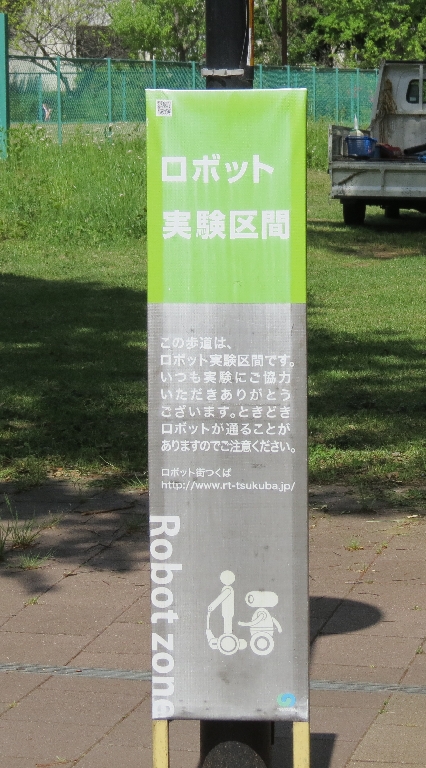 ロボット
実験区間
この歩道は、
ロボット実験区間です。
いつも実験にご協力
いただきありがとう
ございます。ときどき
ロボットが通ることが
ありますのでご注意ください。
ロボット街つくば
http://www.rt-tsukuba.jp/
Robot zone